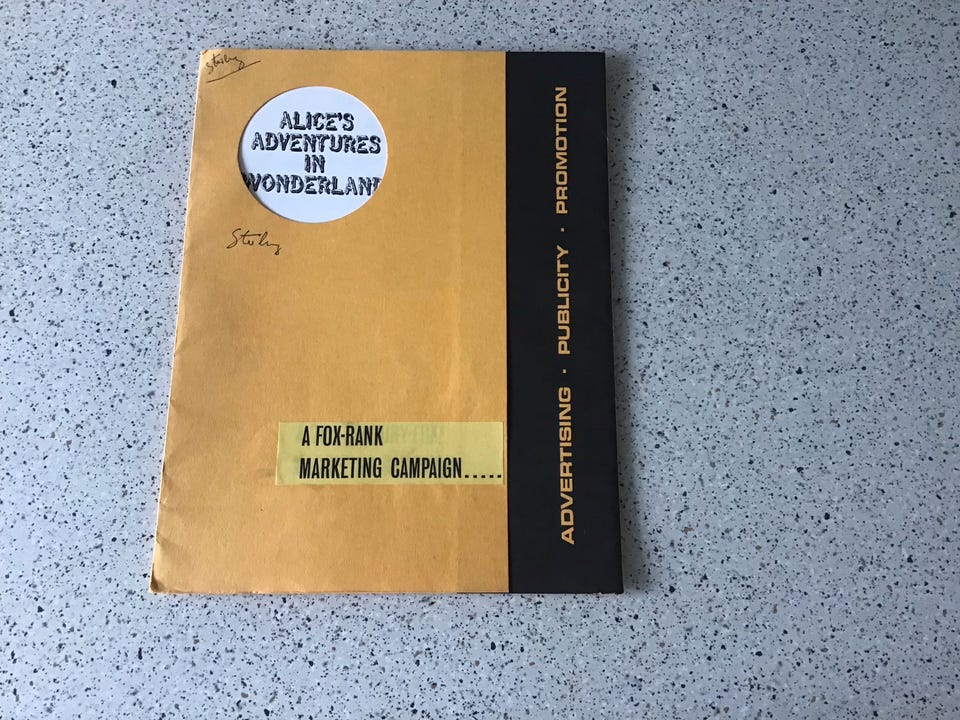 ALICE'S
ADVENTURES
IN
WONDERLAND
A FOX-RANK
MARKETING CAMPAIGN.....
ADVERTISING · PUBLICITY · PROMOTION